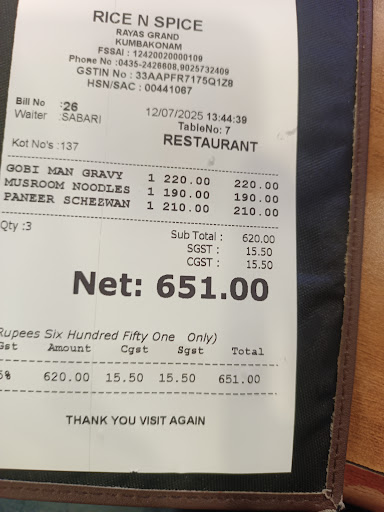 RICE N SPICE
RAYAS GRAND
KUMBAKONAM
FSSAI : 12420020000109
Phone No :0435-2426808,9025732409
GSTIN No : 33AAPFR7175Q1Z8
HSN/SAC : 00441067
Bill No : 26 12/07/2025 13:44:39
Waiter :SABARI TableNo: 7
Kot No's :137 RESTAURANT
GOBI MAN GRAVY 1 220.00 220.00
MUSROOM NOODLES 1 190.00 190.00
PANEER SCHEZWAN 1 210.00 210.00
Qty :3 Sub Total : 620.00
SGST : 15.50
CGST : 15.50
Net: 651.00
Rupees Six Hundred Fifty One Only)
Gst Amount Cgst Sgst Total
5% 620.00 15.50 15.50 651.00
THANK YOU VISIT AGAIN